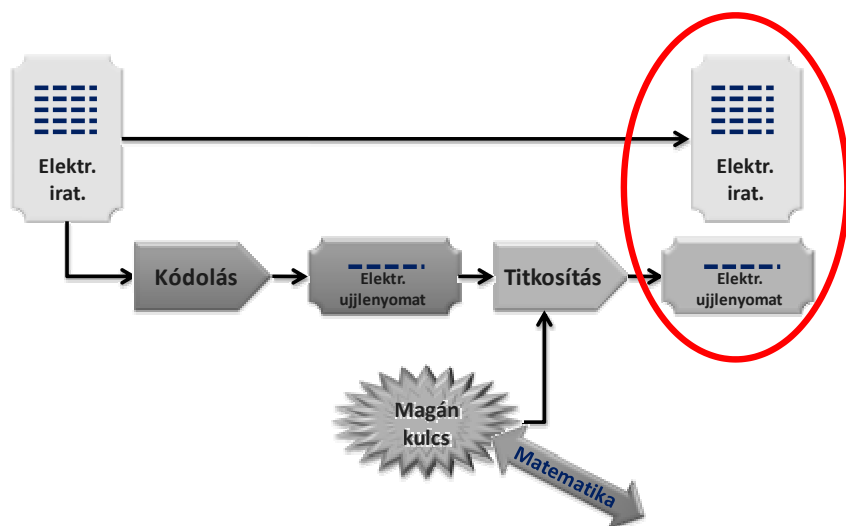 Elektr.
irat.
Elektr.
irat.
Kódolás
Elektr.
ujjlenyomat
Titkosítás
Elektr.
ujjlenyomat
Magán
kulcs
Matematika